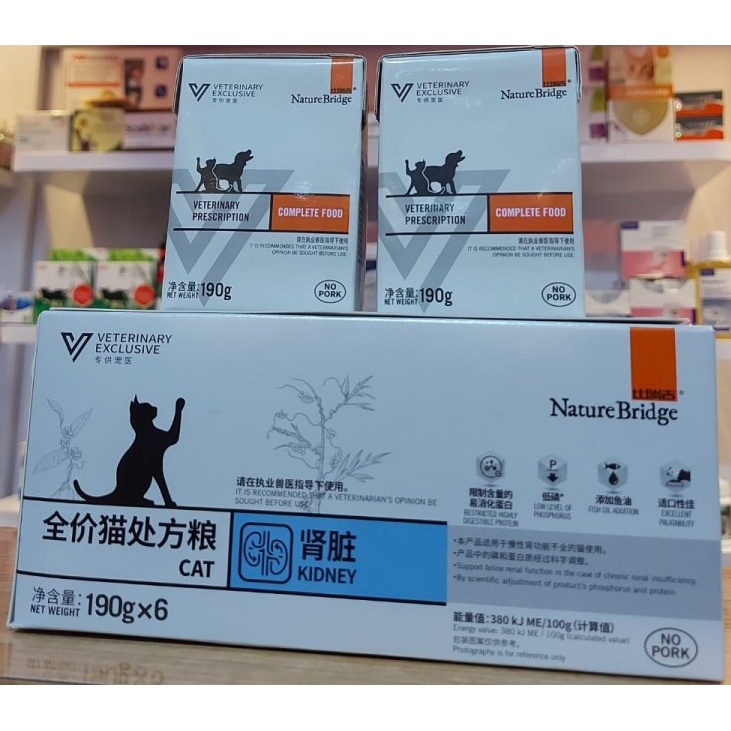 VETERINARY
EXCLUSIVE
专供宠医
比瑞吉
NatureBridge
VETERINARY
PRESCRIPTION
COMPLETE FOOD
请在执业兽医指导下使用
IT IS RECOMMENDED THAT A VETERINARIAN'S
OPINION BE SOUGHT BEFORE USE.
净含量:190g
NET WEIGHT:
NO
PORK
VETERINARY
EXCLUSIVE
专供宠医
比瑞吉
NatureBridge
VETERINARY
PRESCRIPTION
COMPLETE FOOD
请在执业兽医指导下使用
IT IS RECOMMENDED THAT A VETERINARIAN'S
OPINION BE SOUGHT BEFORE USE.
净含量:190g
NET WEIGHT:
NO
PORK
VETERINARY
EXCLUSIVE
专供宠医
比瑞吉®
NatureBridge
请在执业兽医指导下使用。
IT IS RECOMMENDED THAT A VETERINARIAN'S OPINION BE
SOUGHT BEFORE USE.
限制含量的
易消化蛋白
RESTRICTED HIGHLY
DIGESTIBLE PROTEIN
P
低磷*
LOW LEVEL OF
PHOSPHORUS
添加鱼油
FISH OIL ADDITION
适口性佳
EXCELLENT
PALATABILITY
全价猫处方粮
CAT
肾脏
KIDNEY
•本产品适用于慢性肾功能不全的猫使用。
•产品中的磷和蛋白质经过科学调整。
•Support feline renal function in the case of chronic renal insufficiency.
•By scientific adjustment of product's phosphorus and protein.
净含量:
NET WEIGHT 190g×6
能量值:380 kJ ME/100g(计算值)
Energy value: 380 kJ ME / 100g (calculated value)
包装图案仅供参考。
Photography is for reference only
NO
PORK